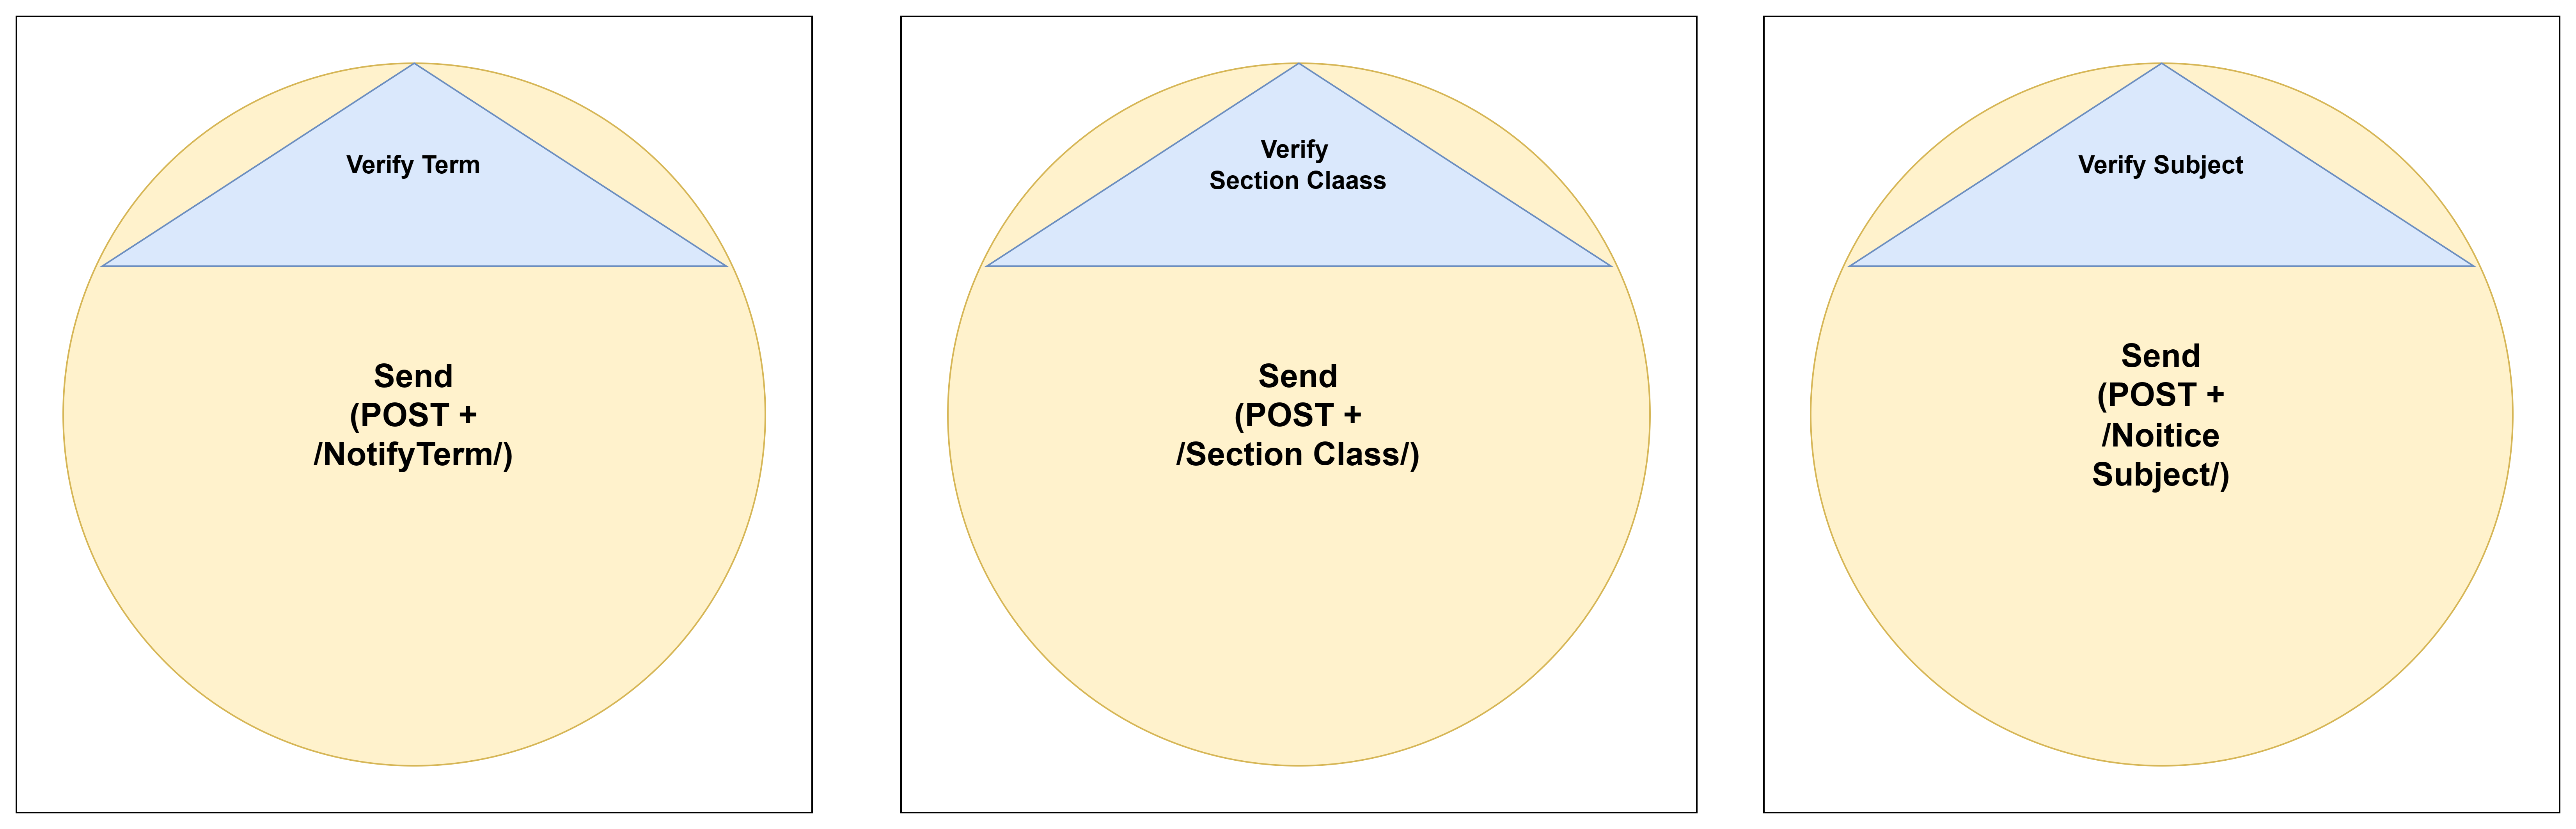 Verify Term
Send
(POST +
/NotifyTerm/)
Verify
Section Claass
Send
(POST +
/Section Class/)
Verify Subject
Send
(POST +
/Noitice
Subject/)